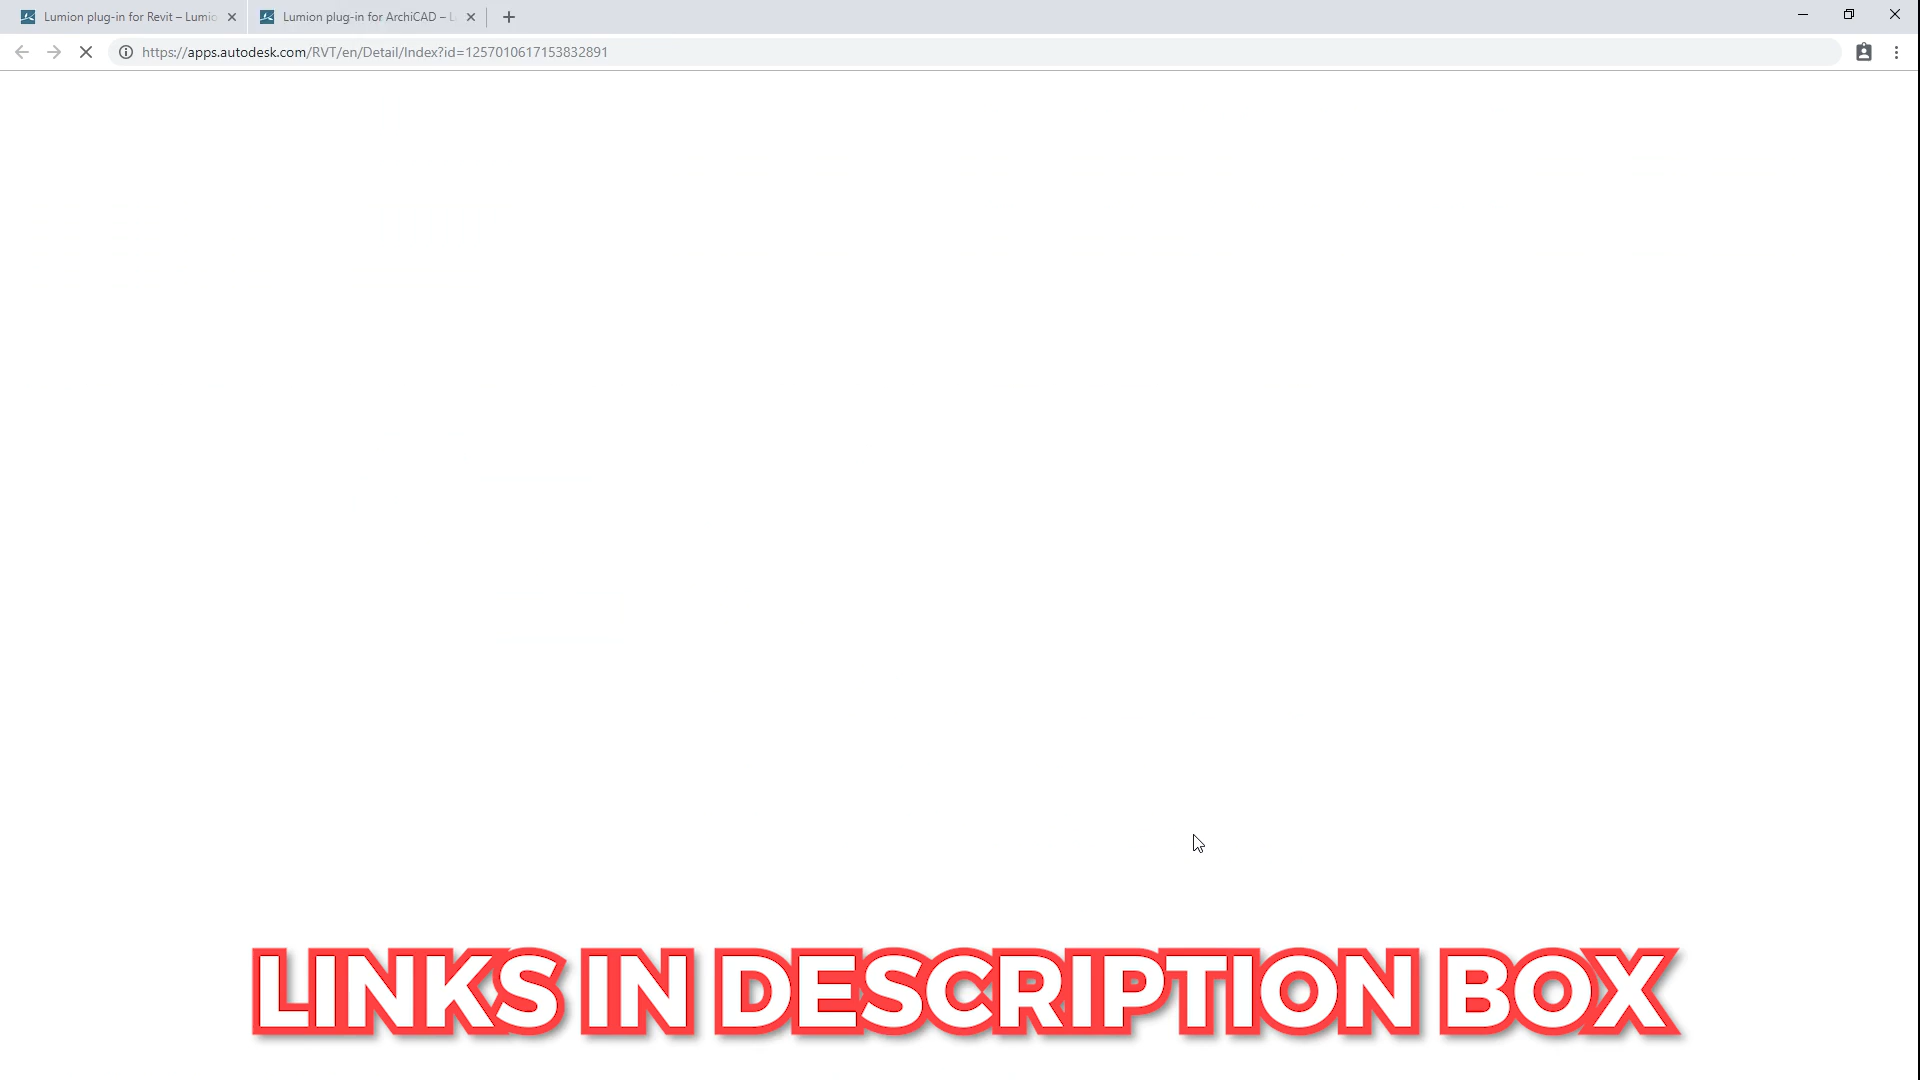 Lumion plug-in for Revit – Lumio
Lumion plug-in for ArchiCAD – L
https://apps.autodesk.com/RVT/en/Detail/Index?id=1257010617153832891
LINKS IN DESCRIPTION BOX